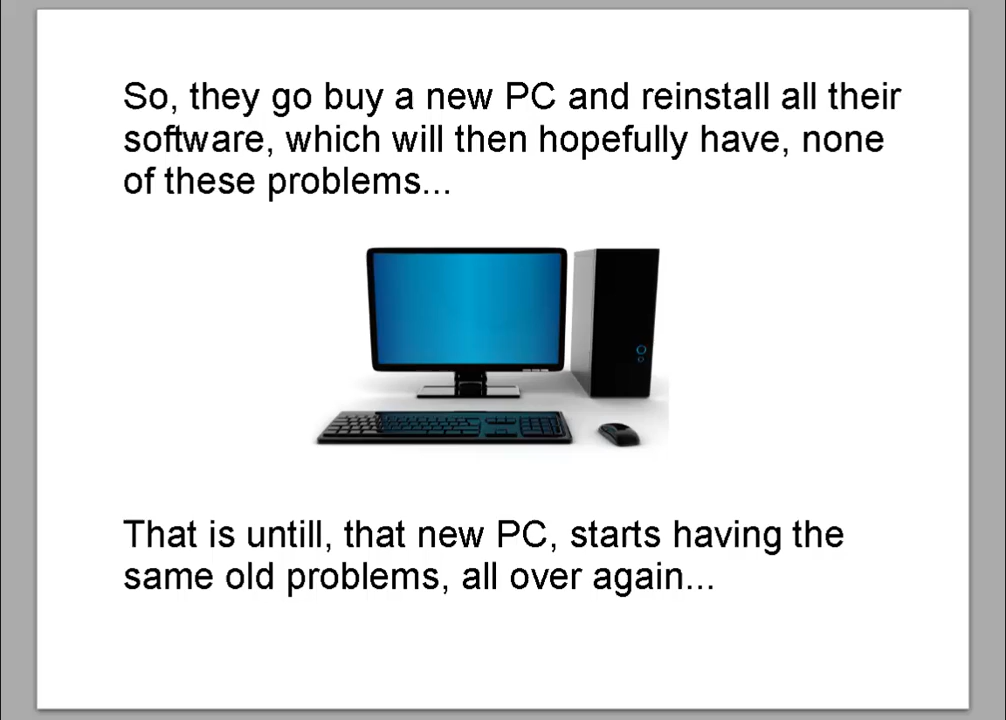 So, they go buy a new PC and reinstall all their
software, which will then hopefully have, none
of these problems...
That is untill, that new PC, starts having the
same old problems, all over again...